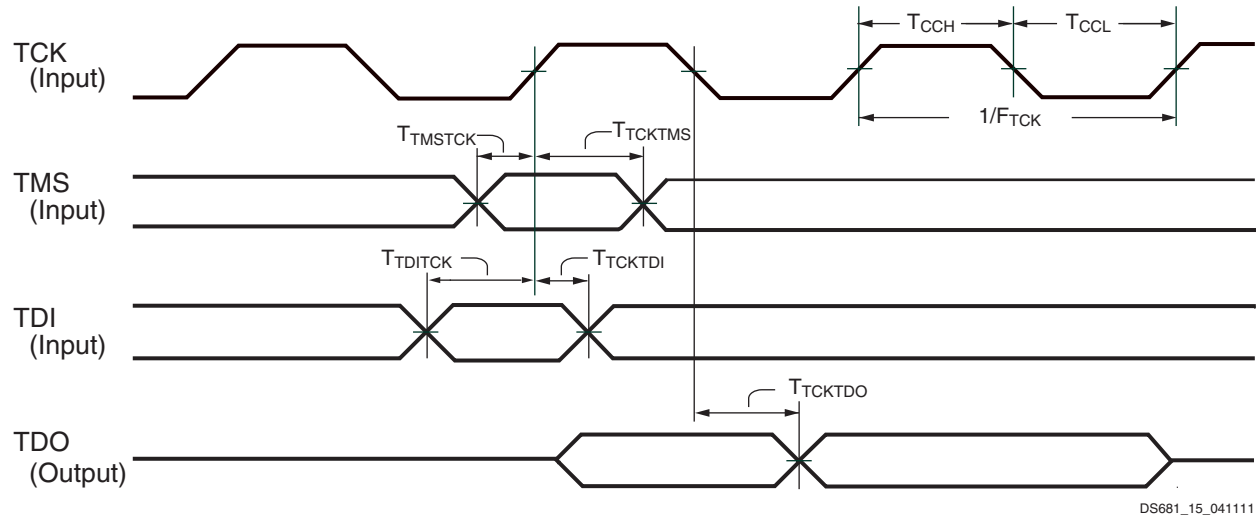 TCK
(Input)
TCCH
TCCL
1/FTCK
TTMSTCK
TTCKTMS
TMS
(Input)
TTDITCK
TTCKTDI
TDI
(Input)
TTCKTDO
TDO
(Output)
DS681_15_041111